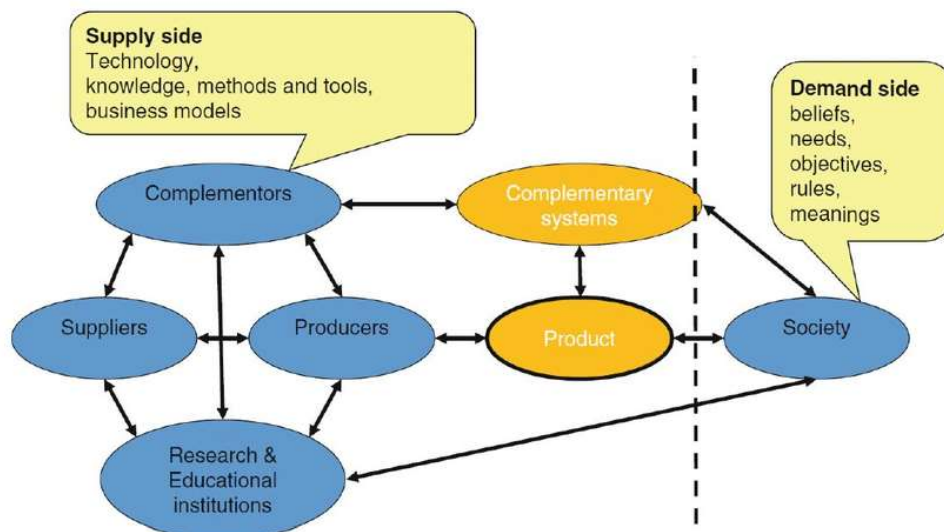 Supply side
Technology,
knowledge, methods and tools,
business models
Demand side
beliefs,
needs,
objectives,
rules,
meanings
Complementors
Complementary
systems
Suppliers
Producers
Product
Society
Research &
Educational
institutions